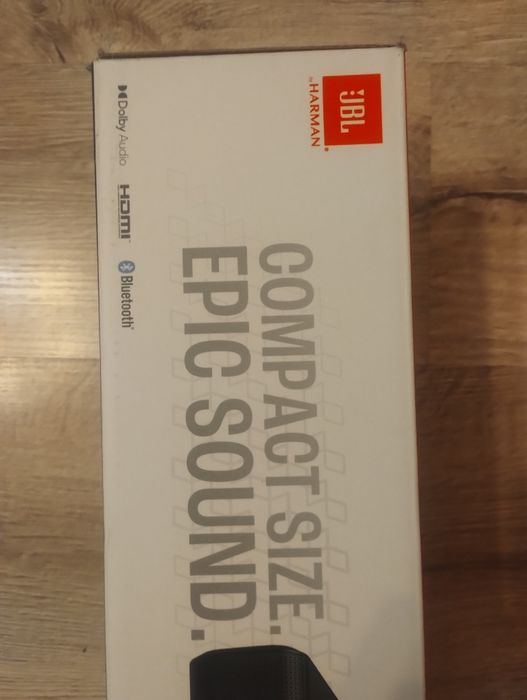 JBL
by HARMAN
COMPACT SIZE.
EPIC SOUND.
Dolby Audio
HDMI
Bluetooth®